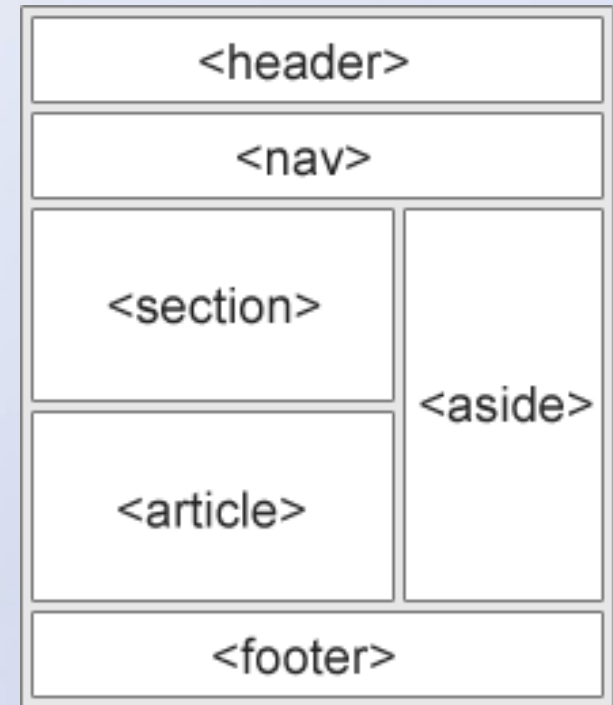 <header>
<nav>
<section>
<aside>
<article>
<footer>